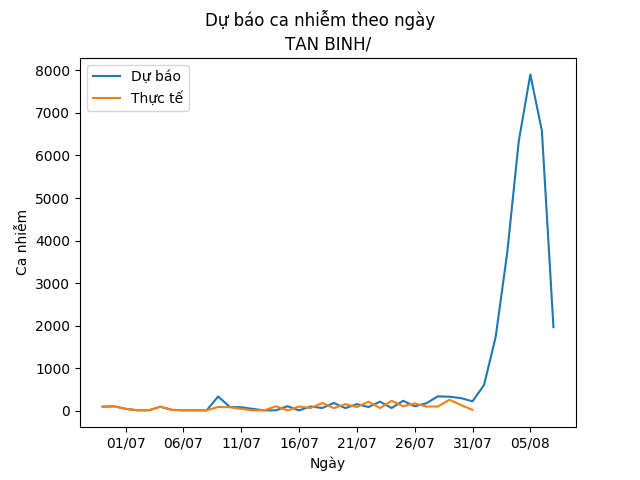 Dự báo ca nhiễm theo ngày
TAN BINH/
Dự báo
Thực tế
8000
7000
6000
5000
4000
3000
2000
1000
0
Ca nhiễm
01/07 06/07 11/07 16/07 21/07 26/07 31/07 05/08
Ngày